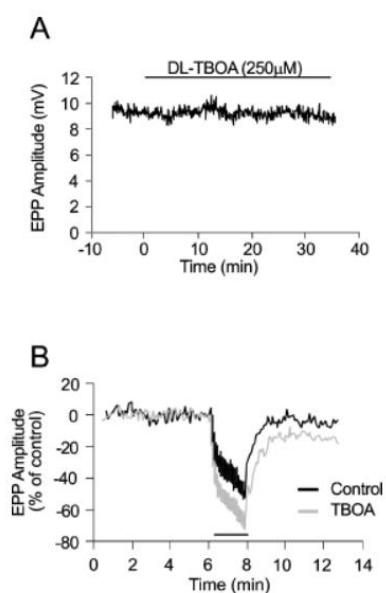 A
DL-TBOA (250μM)
EPP Amplitude (mV)
12
10
8
6
4
2
0
-10 0 10 20 30 40
Time (min)
B
EPP Amplitude
(% of control)
20
0
-20
-40
-60
-80
Control
TBOA
0 2 4 6 8 10 12 14
Time (min)